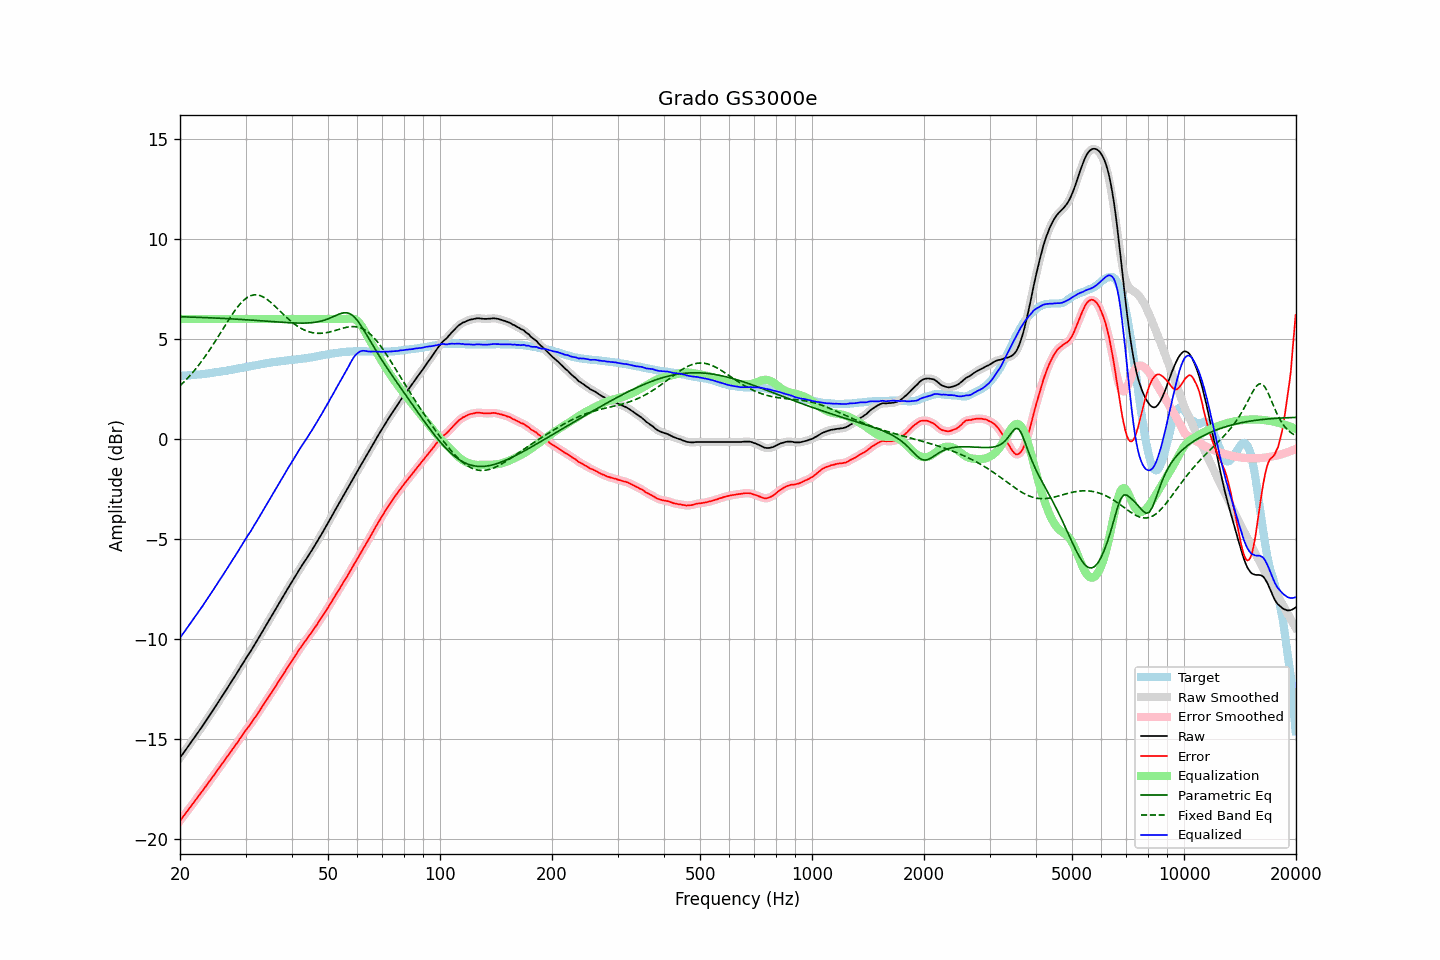 Grado GS3000e
15
10
5
0
−5
−10
−15
−20
Amplitude (dBr)
20
50
100
200
500
1000
2000
5000
10000
20000
Frequency (Hz)
Target
Raw Smoothed
Error Smoothed
Raw
Error
Equalization
Parametric Eq
Fixed Band Eq
Equalized